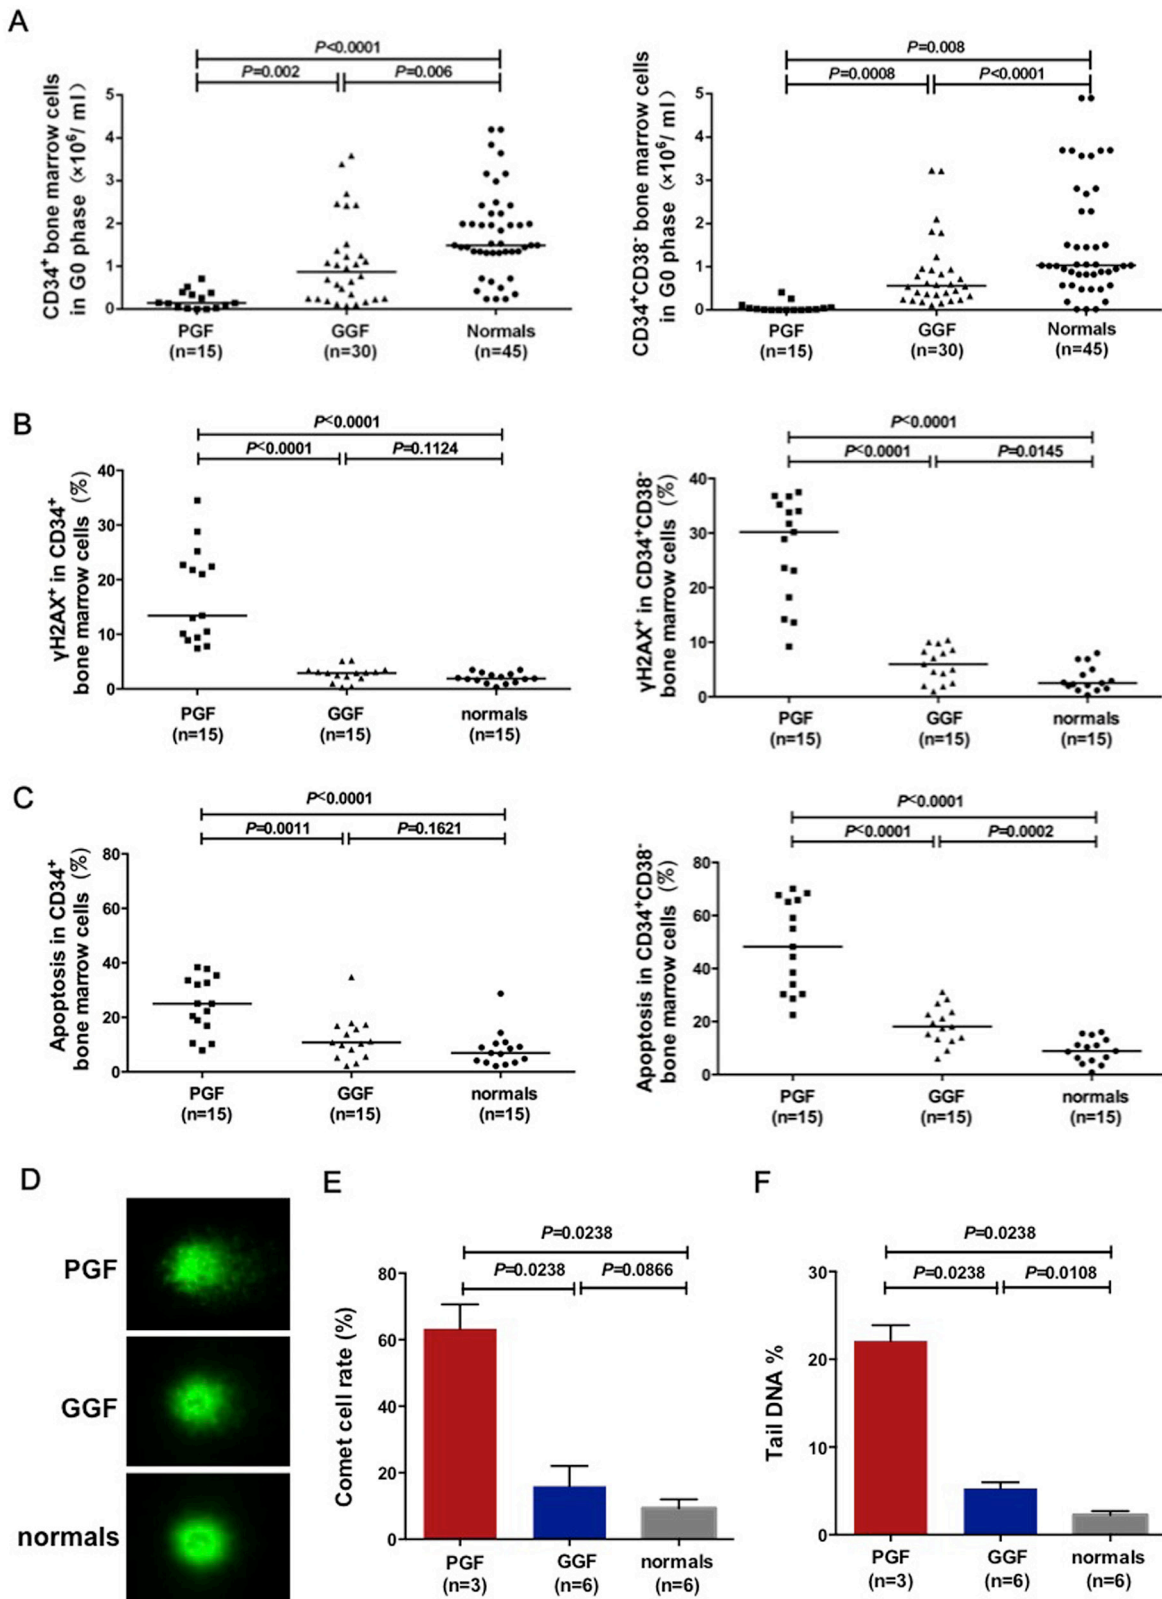 A
P<0.0001
P=0.002
P=0.006
CD34⁺ bone marrow cells
in G0 phase (×10⁶/ ml)
5
4
3
2
1
0
PGF
(n=15)
GGF
(n=30)
Normals
(n=45)
P=0.008
P=0.0008
P<0.0001
CD34⁺CD38⁻ bone marrow cells
in G0 phase (×10⁶/ ml)
5
4
3
2
1
0
PGF
(n=15)
GGF
(n=30)
Normals
(n=45)
B
P<0.0001
P<0.0001
P=0.1124
γH2AX⁺ in CD34⁺
bone marrow cells (%)
40
30
20
10
0
PGF
(n=15)
GGF
(n=15)
normals
(n=15)
P<0.0001
P<0.0001
P=0.0145
γH2AX⁺ in CD34⁺CD38⁻
bone marrow cells (%)
40
30
20
10
0
PGF
(n=15)
GGF
(n=15)
normals
(n=15)
C
P<0.0001
P=0.0011
P=0.1621
Apoptosis in CD34⁺
bone marrow cells (%)
80
60
40
20
0
PGF
(n=15)
GGF
(n=15)
normals
(n=15)
P<0.0001
P<0.0001
P=0.0002
Apoptosis in CD34⁺CD38⁻
bone marrow cells (%)
80
60
40
20
0
PGF
(n=15)
GGF
(n=15)
normals
(n=15)
D
PGF
GGF
normals
E
P=0.0238
P=0.0238
P=0.0866
Comet cell rate (%)
80
60
40
20
0
PGF
(n=3)
GGF
(n=6)
normals
(n=6)
F
P=0.0238
P=0.0238
P=0.0108
Tail DNA %
30
20
10
0
PGF
(n=3)
GGF
(n=6)
normals
(n=6)